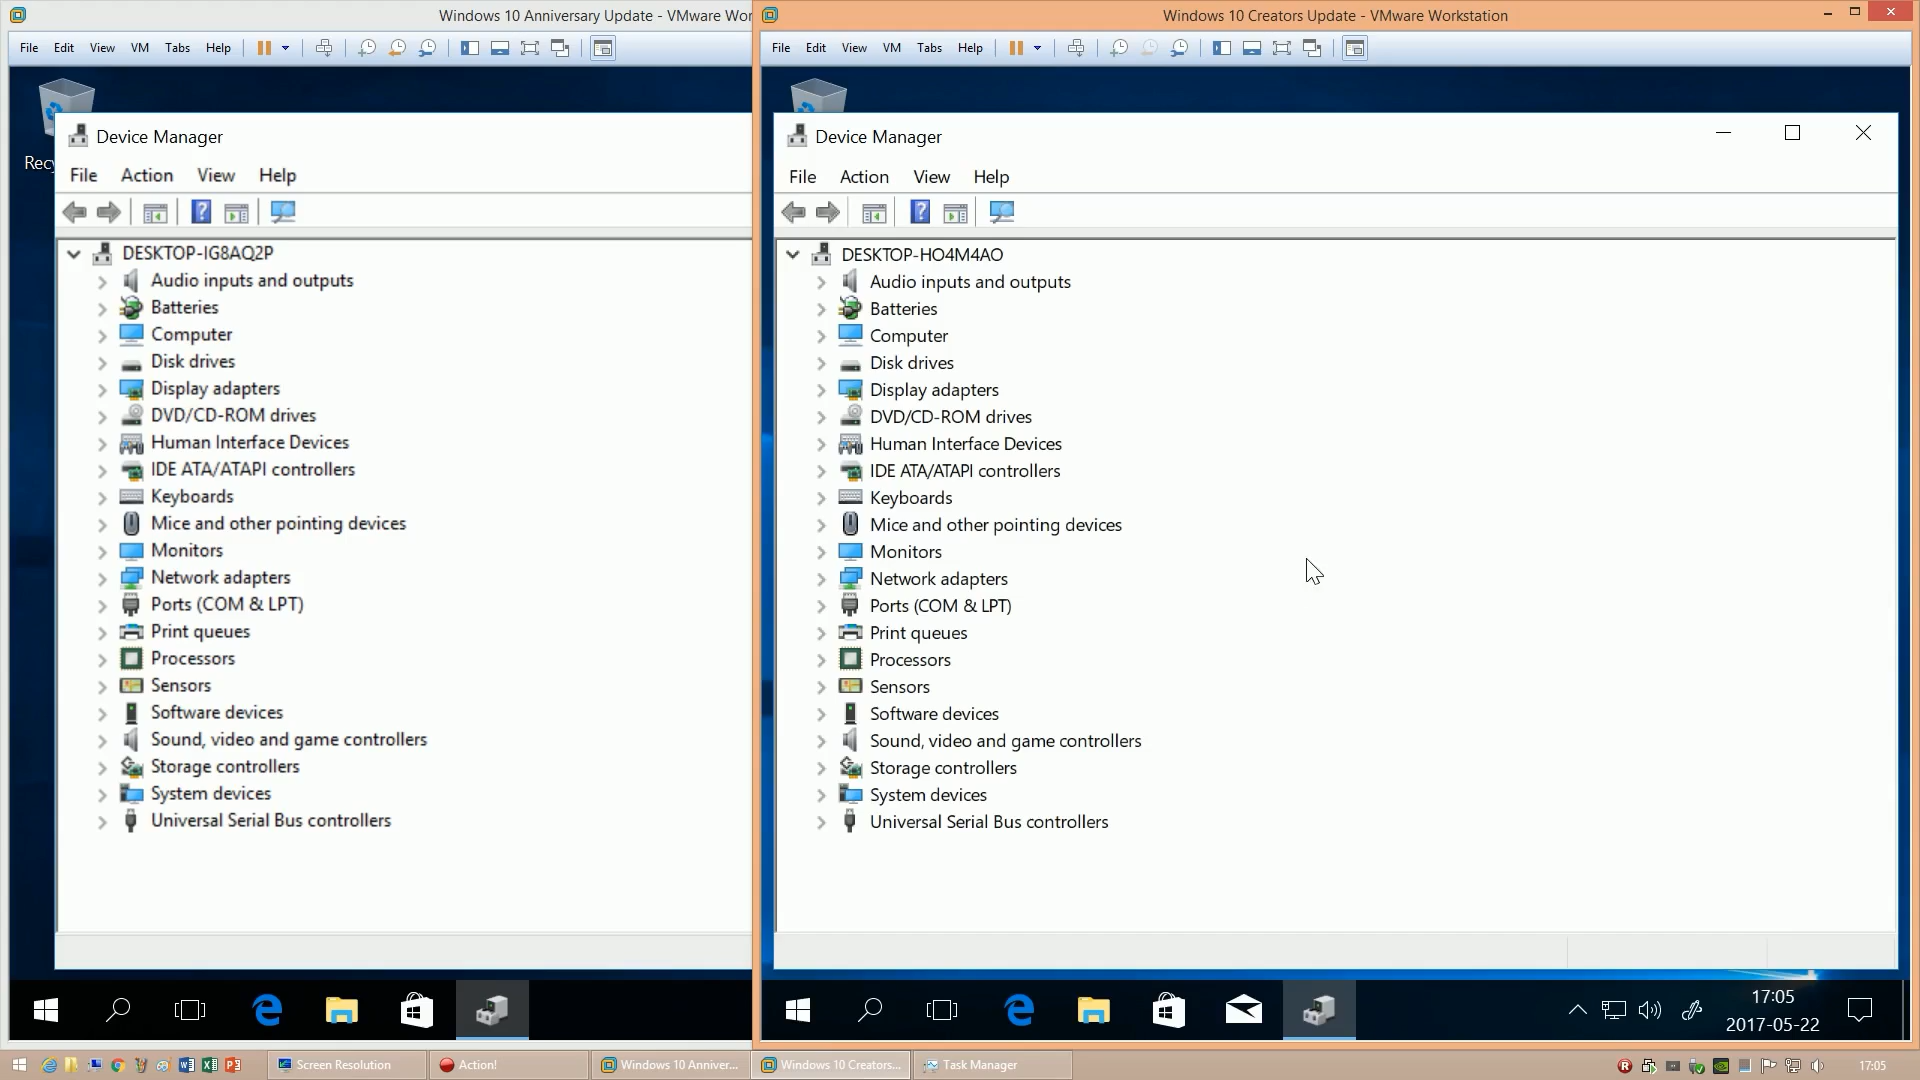 Windows 10 Anniversary Update - VMware Wor
File Edit View VM Tabs Help
Device Manager
File Action View Help
DESKTOP-IG8AQ2P
Audio inputs and outputs
Batteries
Computer
Disk drives
Display adapters
DVD/CD-ROM drives
Human Interface Devices
IDE ATA/ATAPI controllers
Keyboards
Mice and other pointing devices
Monitors
Network adapters
Ports (COM & LPT)
Print queues
Processors
Sensors
Software devices
Sound, video and game controllers
Storage controllers
System devices
Universal Serial Bus controllers
Recy
Windows 10 Creators Update - VMware Workstation
File Edit View VM Tabs Help
Device Manager
File Action View Help
DESKTOP-HO4M4AO
Audio inputs and outputs
Batteries
Computer
Disk drives
Display adapters
DVD/CD-ROM drives
Human Interface Devices
IDE ATA/ATAPI controllers
Keyboards
Mice and other pointing devices
Monitors
Network adapters
Ports (COM & LPT)
Print queues
Processors
Sensors
Software devices
Sound, video and game controllers
Storage controllers
System devices
Universal Serial Bus controllers
17:05
2017-05-22
Screen Resolution
Action!
Windows 10 Anniver...
Windows 10 Creators...
Task Manager
17:05